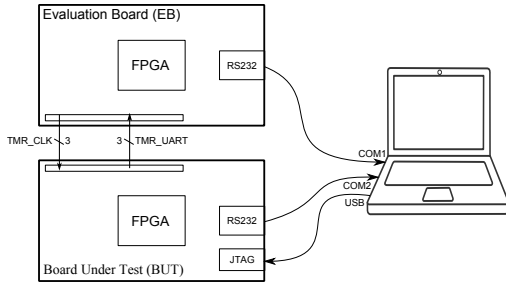 Evaluation Board (EB)
FPGA
RS232
TMR_CLK
3
3
TMR_UART
COM1
COM2
USB
FPGA
RS232
JTAG
Board Under Test (BUT)